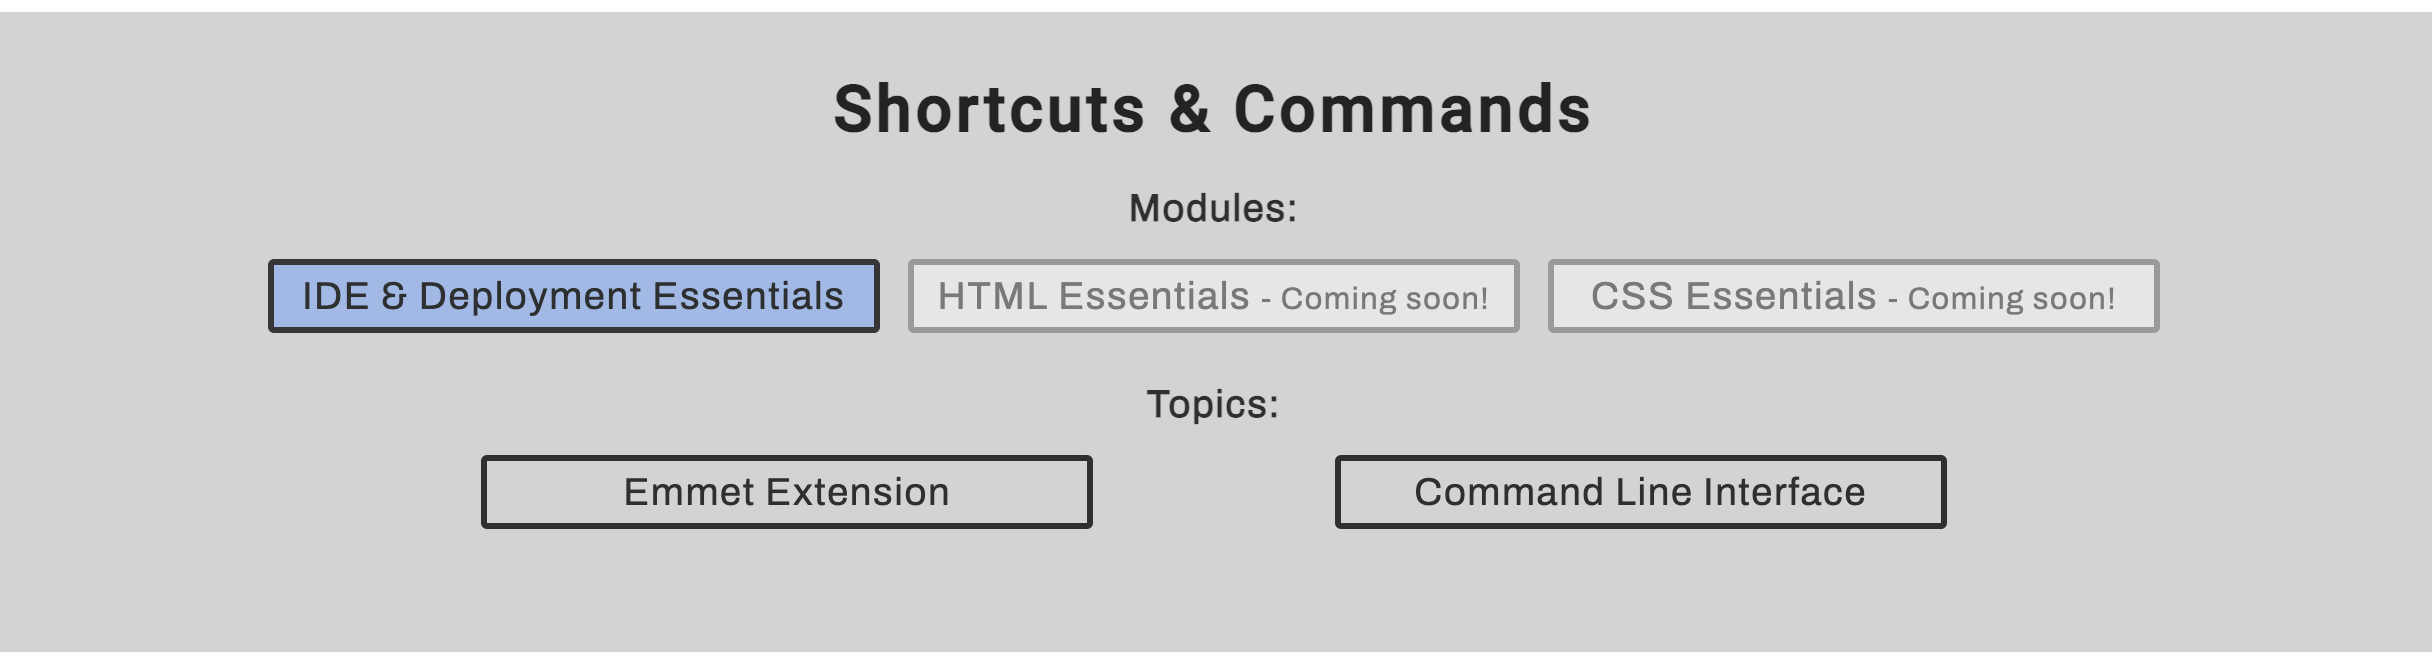 Shortcuts & Commands
Modules:
IDE & Deployment Essentials
HTML Essentials - Coming soon!
CSS Essentials - Coming soon!
Topics:
Emmet Extension
Command Line Interface